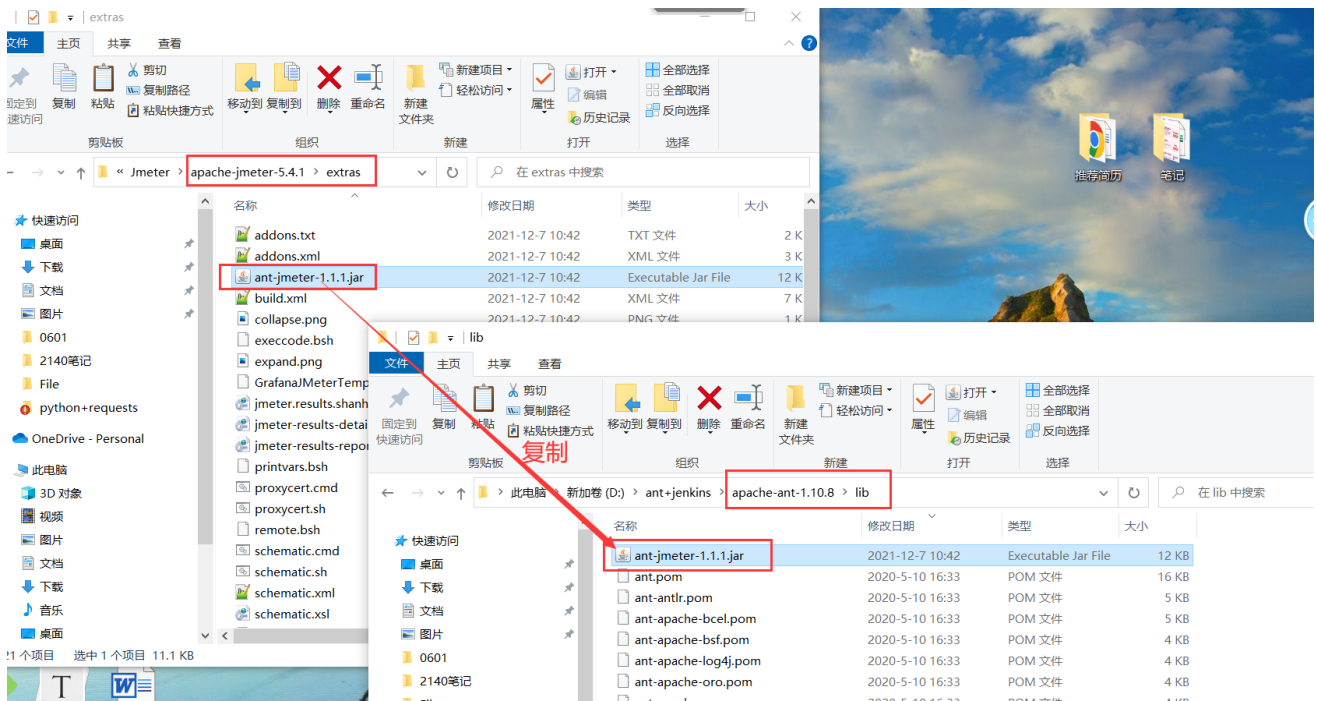 extras
文件 主页 共享 查看
固定到
快速访问
复制
粘贴
剪切
复制路径
粘贴快捷方式
移动到 复制到 删除 重命名
新建
文件夹
新建项目
轻松访问
属性
打开
编辑
历史记录
全部选择
全部取消
反向选择
剪贴板 组织 新建 打开 选择
« Jmeter > apache-jmeter-5.4.1 > extras
在 extras 中搜索
名称 修改日期 类型 大小
快速访问
桌面
下载
文档
图片
0601
2140笔记
File
python+requests
OneDrive - Personal
此电脑
3D 对象
视频
图片
文档
下载
音乐
桌面
addons.txt 2021-12-7 10:42 TXT 文件 2 K
addons.xml 2021-12-7 10:42 XML 文件 3 K
ant-jmeter-1.1.1.jar 2021-12-7 10:42 Executable Jar File 12 K
build.xml 2021-12-7 10:42 XML 文件 7 K
collapse.png 2021-12-7 10:42 PNG 文件 1 K
execcode.bsh
expand.png
GrafanaJMeterTemp
jmeter.results.shanh
jmeter-results-detai
jmeter-results-repo
printvars.bsh
proxycert.cmd
proxycert.sh
remote.bsh
schematic.cmd
schematic.sh
schematic.xml
schematic.xsl
21 个项目 选中 1 个项目 11.1 KB
推荐简历 笔记
lib
文件 主页 共享 查看
固定到
快速访问
复制
粘贴
剪切
复制路径
粘贴快捷方式
移动到 复制到 删除 重命名
新建
文件夹
新建项目
轻松访问
属性
打开
编辑
历史记录
全部选择
全部取消
反向选择
剪贴板 组织 新建 打开 选择
复制
此电脑 > 新加卷 (D:) > ant+jenkins > apache-ant-1.10.8 > lib
在 lib 中搜索
名称 修改日期 类型 大小
快速访问
桌面
下载
文档
图片
0601
2140笔记
ant-jmeter-1.1.1.jar 2021-12-7 10:42 Executable Jar File 12 KB
ant.pom 2020-5-10 16:33 POM 文件 16 KB
ant-antlr.pom 2020-5-10 16:33 POM 文件 5 KB
ant-apache-bcel.pom 2020-5-10 16:33 POM 文件 5 KB
ant-apache-bsf.pom 2020-5-10 16:33 POM 文件 4 KB
ant-apache-log4j.pom 2020-5-10 16:33 POM 文件 4 KB
ant-apache-oro.pom 2020-5-10 16:33 POM 文件 4 KB